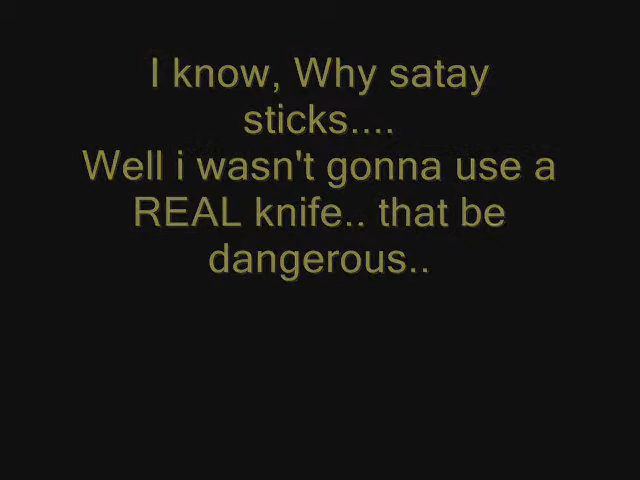 I know, Why satay
sticks....
Well i wasn't gonna use a
REAL knife.. that be
dangerous..